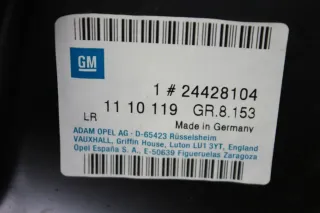 GM
1 # 24428104
11 10 119 GR.8.153
LR
Made in Germany
ADAM OPEL AG - D-65423 Rüsselsheim
VAUXHALL, Griffin House, Luton LU1 3YT, England
Opel España S. A., E-50639 Figueruelas Zaragoza